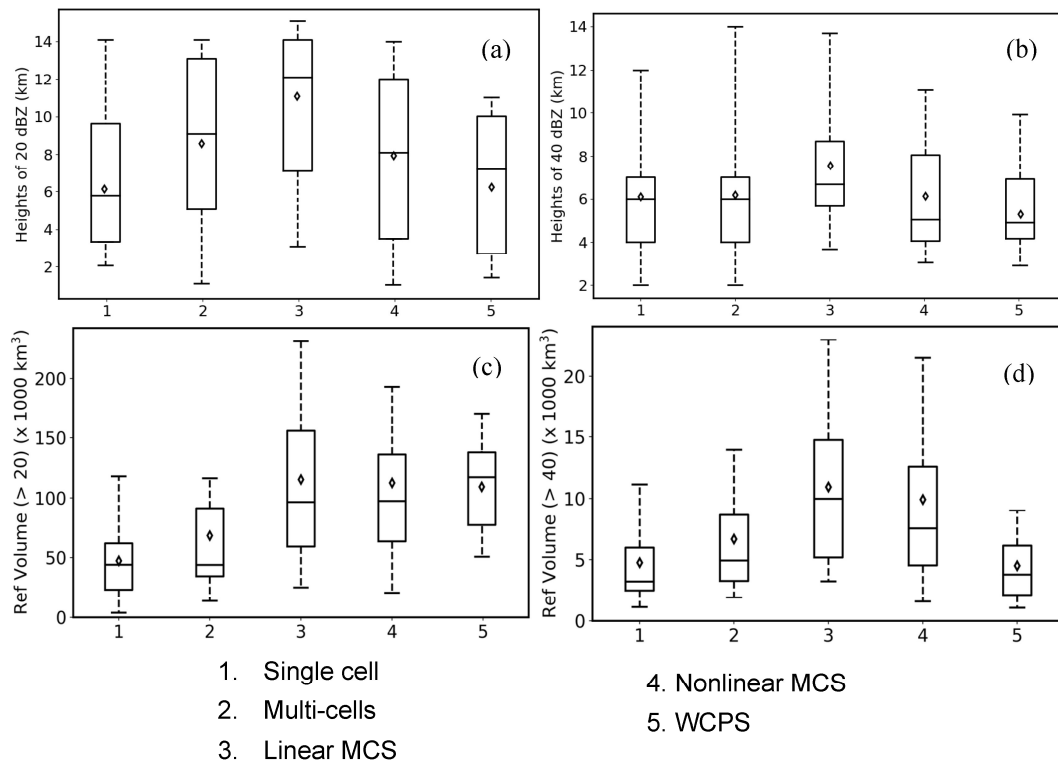 (a)
Heights of 20 dBZ (km)
14
12
10
8
6
4
2
1 2 3 4 5
(b)
Heights of 40 dBZ (km)
14
12
10
8
6
4
2
1 2 3 4 5
(c)
Ref Volume (> 20) (x 1000 km³)
200
150
100
50
0
1 2 3 4 5
(d)
Ref Volume (> 40) (x 1000 km³)
20
15
10
5
0
1 2 3 4 5
1. Single cell
2. Multi-cells
3. Linear MCS
4. Nonlinear MCS
5. WCPS